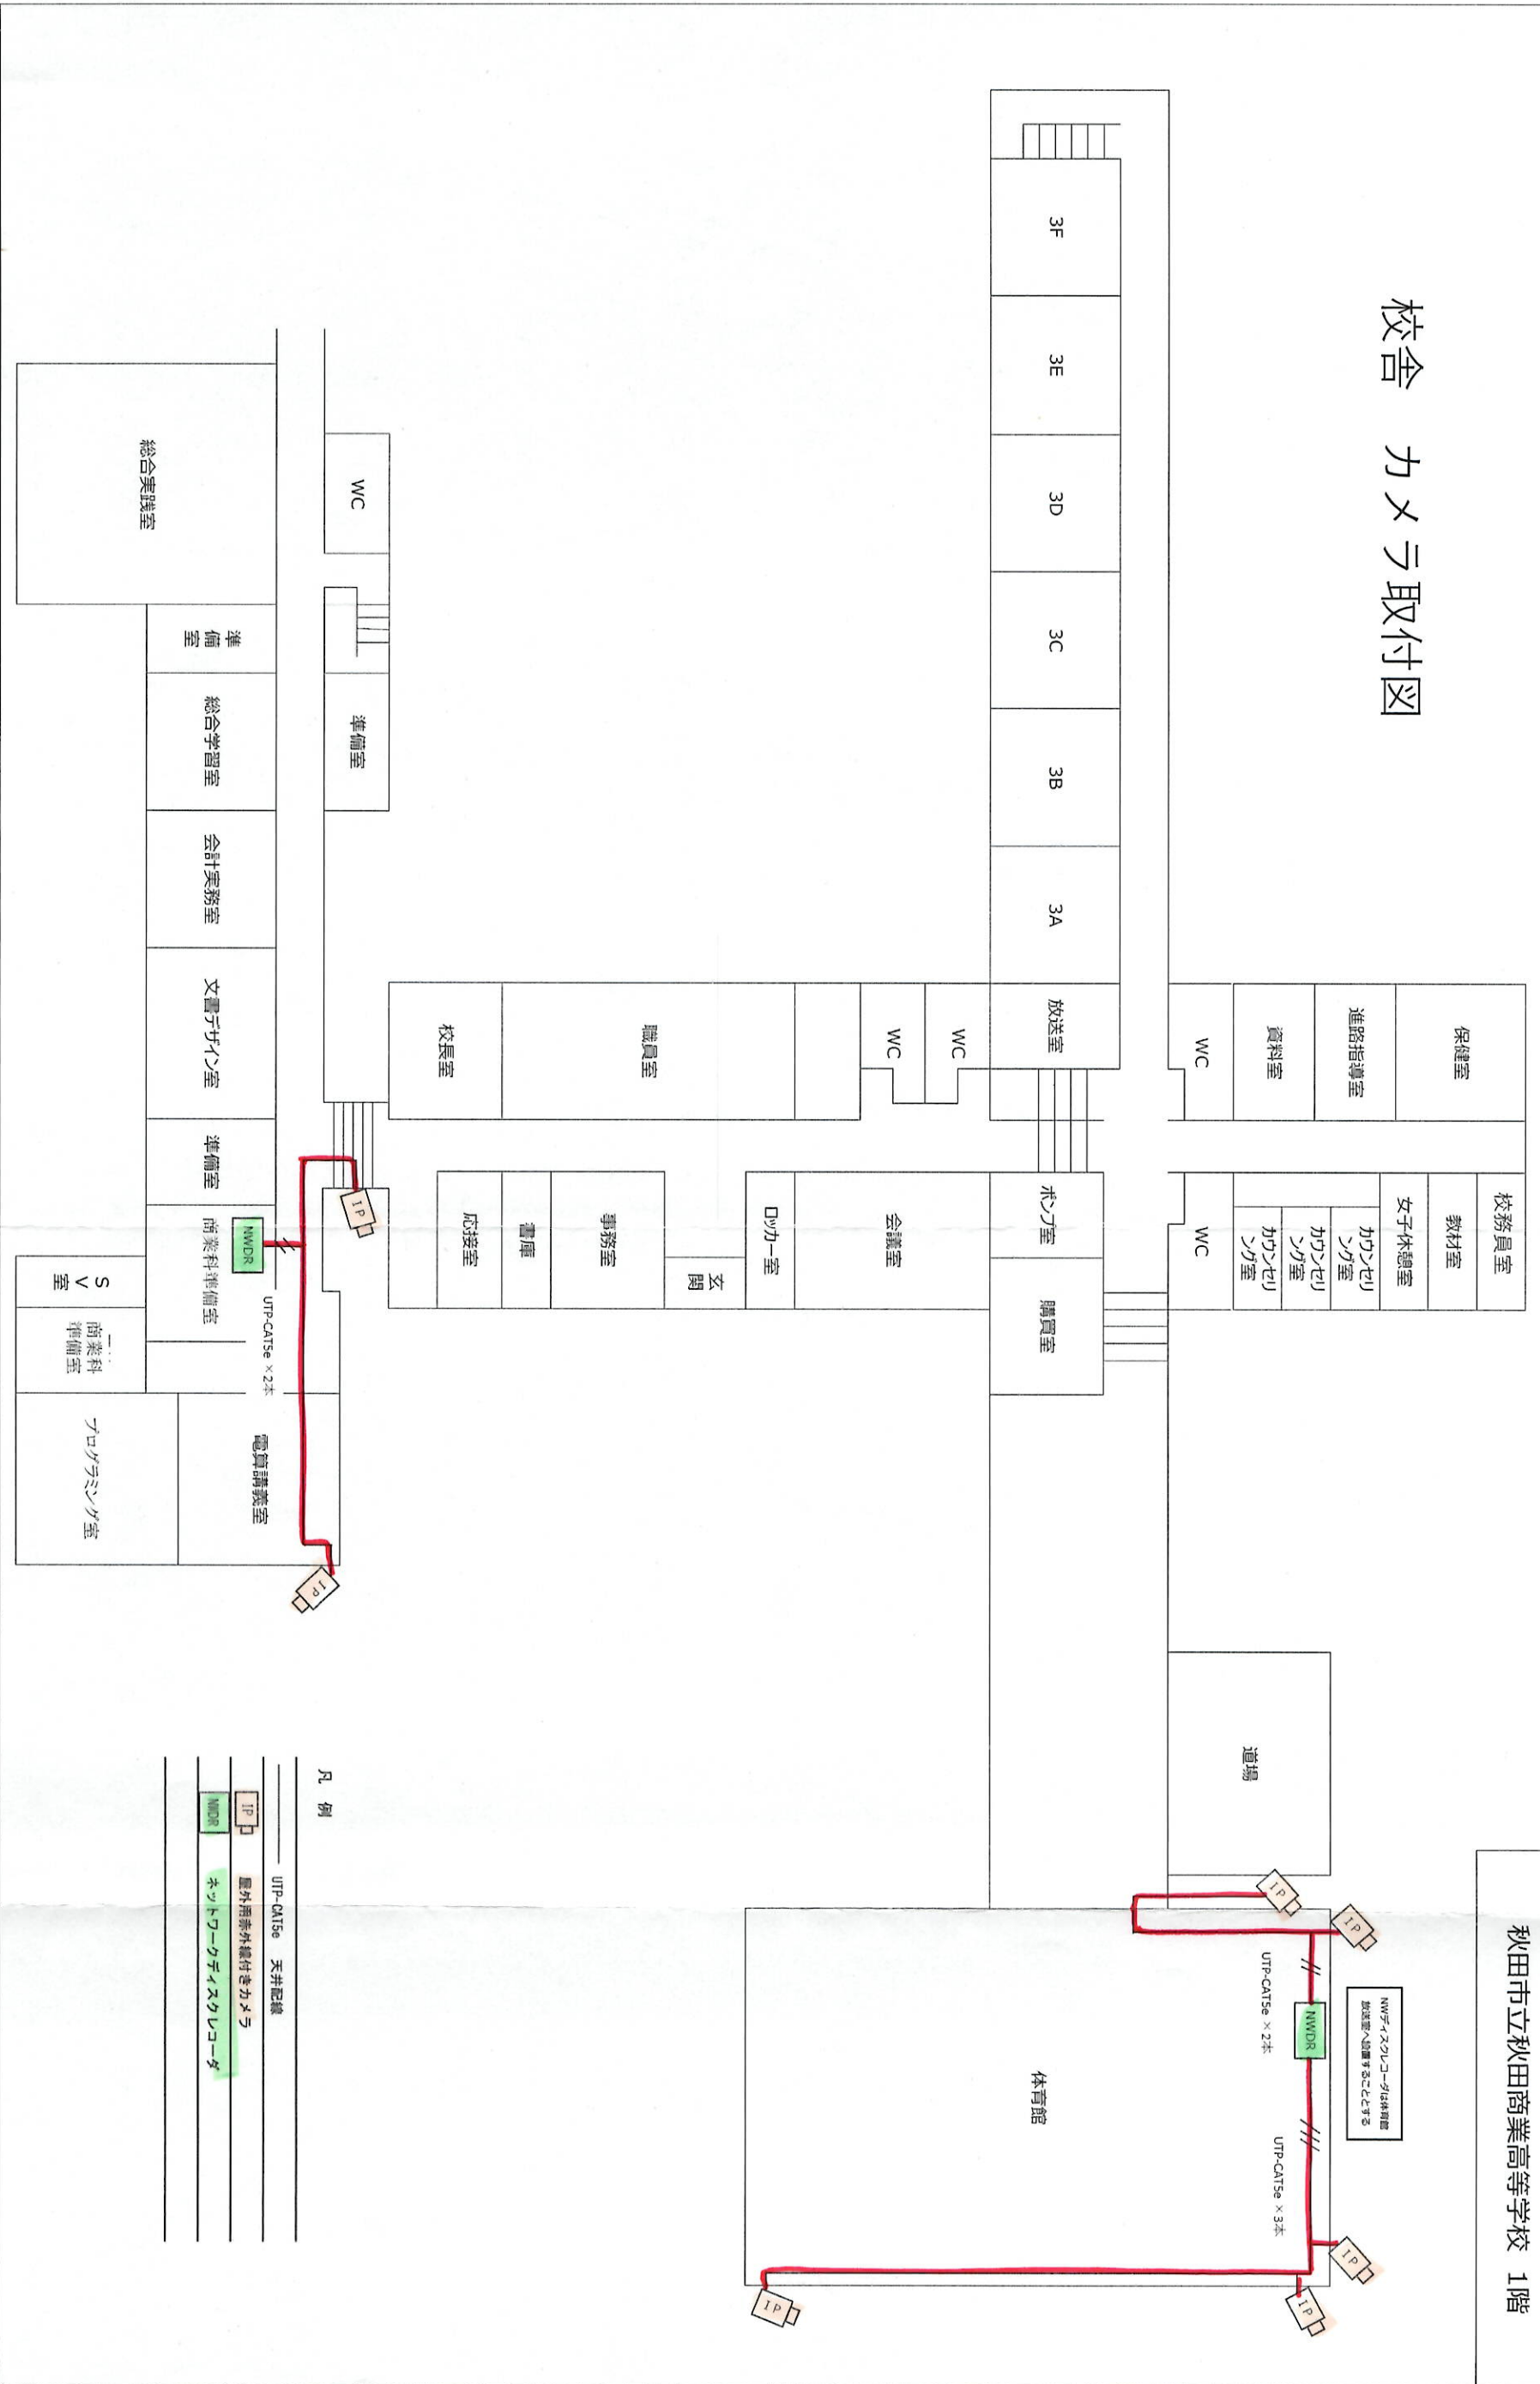 校舎　カメラ取付図
秋田市立秋田商業高等学校　1階
3F
3E
3D
3C
3B
3A
放送室
WC
資料室
進路指導室
保健室
校務員室
教材室
女子休憩室
カウンセリ
ング室
カウンセリ
ング室
カウンセリ
ング室
WC
ポンプ室
購買室
WC
WC
職員室
校長室
会議室
ロッカー室
玄関
事務室
書庫
応接室
道場
体育館
IP
IP
NWDR
UTP-CAT5e ×2本
UTP-CAT5e ×3本
NWディスクレコーダは体育館
放送室へ設置することとする
IP
IP
IP
WC
準備室
総合実践室
準備室
総合学習室
会計実務室
文書デザイン室
準備室
商業科準備室
NWDR
UTP-CAT5e ×2本
IP
SV室
商業科
準備室
電算講義室
プログラミング室
IP
凡　例
UTP-CAT5e　天井配線
IP　屋外用赤外線付きカメラ
NWDR　ネットワークディスクレコーダ